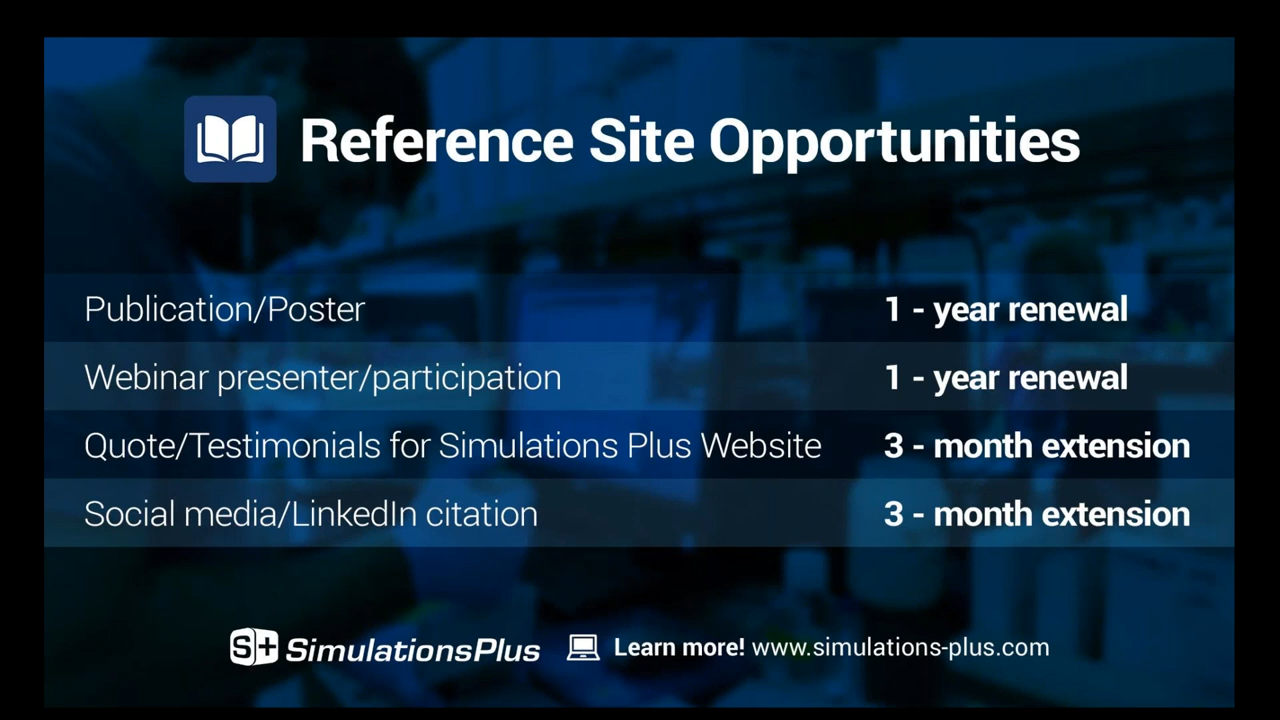 Reference Site Opportunities
Publication/Poster 1 - year renewal
Webinar presenter/participation 1 - year renewal
Quote/Testimonials for Simulations Plus Website 3 - month extension
Social media/LinkedIn citation 3 - month extension
S+ SimulationsPlus Learn more! www.simulations-plus.com